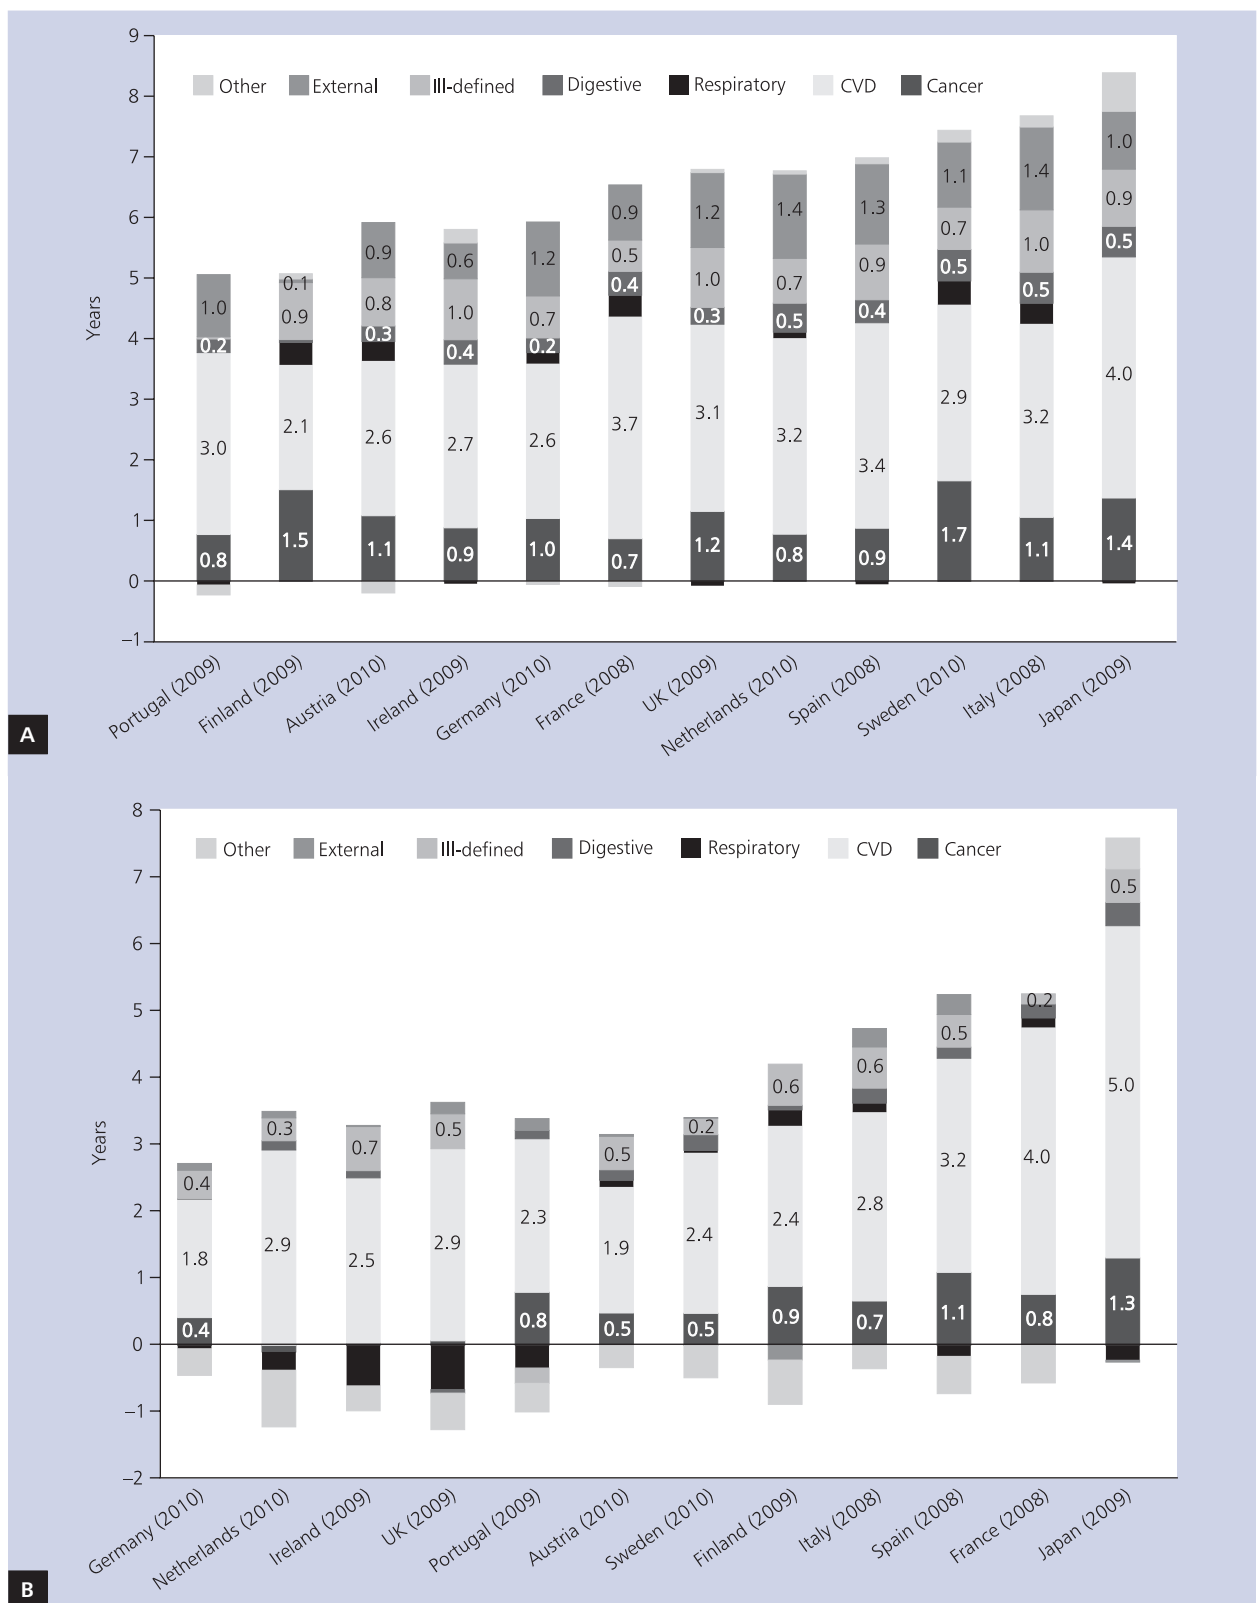 9
8
7
6
5
4
3
2
1
0
−1
Years
Other External Ill-defined Digestive Respiratory CVD Cancer
1.0 0.2 3.0 0.8
0.1 0.9 2.1 1.5
0.9 0.8 0.3 2.6 1.1
0.6 1.0 0.4 2.7 0.9
1.2 0.7 0.2 2.6 1.0
0.9 0.5 0.4 3.7 0.7
1.2 1.0 0.3 3.1 1.2
1.4 0.7 0.5 3.2 0.8
1.3 0.9 0.4 3.4 0.9
1.1 0.7 0.5 2.9 1.7
1.4 1.0 0.5 3.2 1.1
1.0 0.9 0.5 4.0 1.4
Portugal (2009)
Finland (2009)
Austria (2010)
Ireland (2009)
Germany (2010)
France (2008)
UK (2009)
Netherlands (2010)
Spain (2008)
Sweden (2010)
Italy (2008)
Japan (2009)
A
8
7
6
5
4
3
2
1
0
−1
−2
Years
Other External Ill-defined Digestive Respiratory CVD Cancer
0.4 1.8 0.4
0.3 2.9
0.7 2.5
0.5 2.9
2.3 0.8
0.5 1.9 0.5
0.2 2.4 0.5
0.6 2.4 0.9
0.6 2.8 0.7
0.5 3.2 1.1
0.2 4.0 0.8
0.5 5.0 1.3
Germany (2010)
Netherlands (2010)
Ireland (2009)
UK (2009)
Portugal (2009)
Austria (2010)
Sweden (2010)
Finland (2009)
Italy (2008)
Spain (2008)
France (2008)
Japan (2009)
B